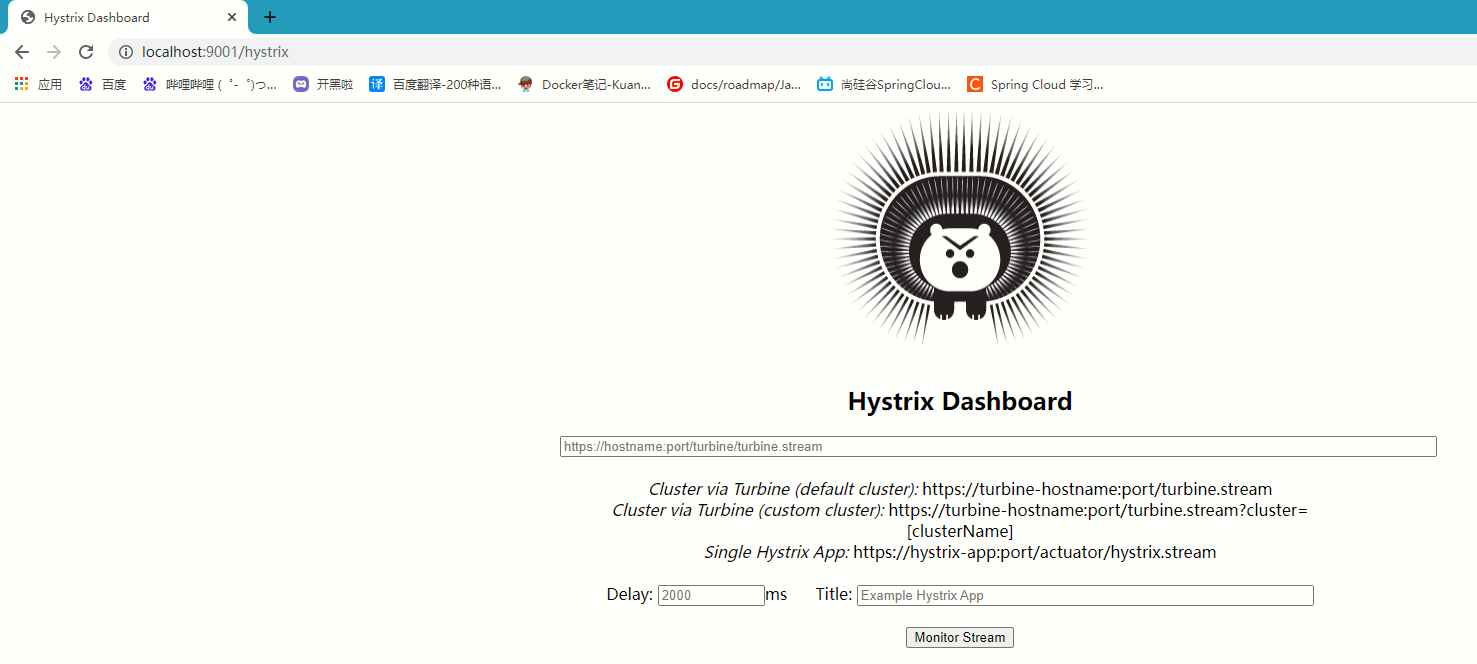 Hystrix Dashboard
localhost:9001/hystrix
应用 百度 哔哩哔哩 ( ゜- ゜)つ... 开黑啦 百度翻译-200种语... Docker笔记-Kuan... docs/roadmap/Ja... 尚硅谷SpringClou... Spring Cloud 学习...
Hystrix Dashboard
https://hostname:port/turbine/turbine.stream
Cluster via Turbine (default cluster): https://turbine-hostname:port/turbine.stream
Cluster via Turbine (custom cluster): https://turbine-hostname:port/turbine.stream?cluster=
[clusterName]
Single Hystrix App: https://hystrix-app:port/actuator/hystrix.stream
Delay: 2000 ms Title: Example Hystrix App
Monitor Stream